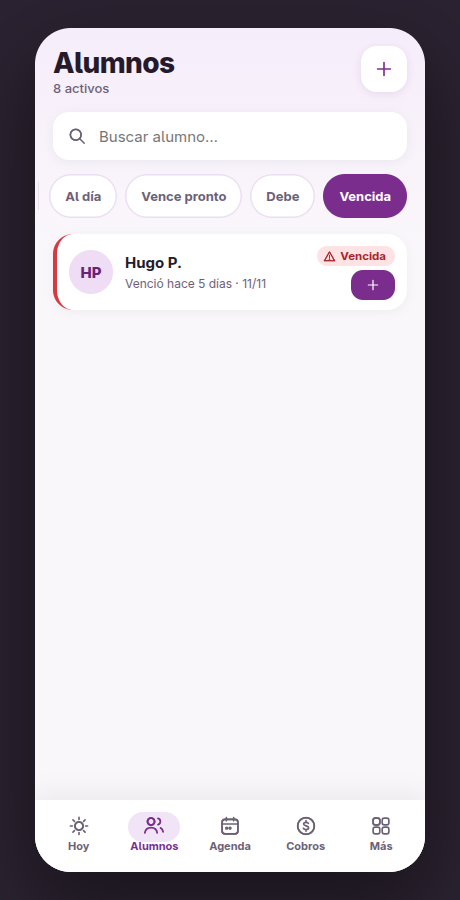 Alumnos
8 activos
Buscar alumno...
Al día
Vence pronto
Debe
Vencida
HP
Hugo P.
Venció hace 5 días · 11/11
Vencida
Hoy
Alumnos
Agenda
Cobros
Más